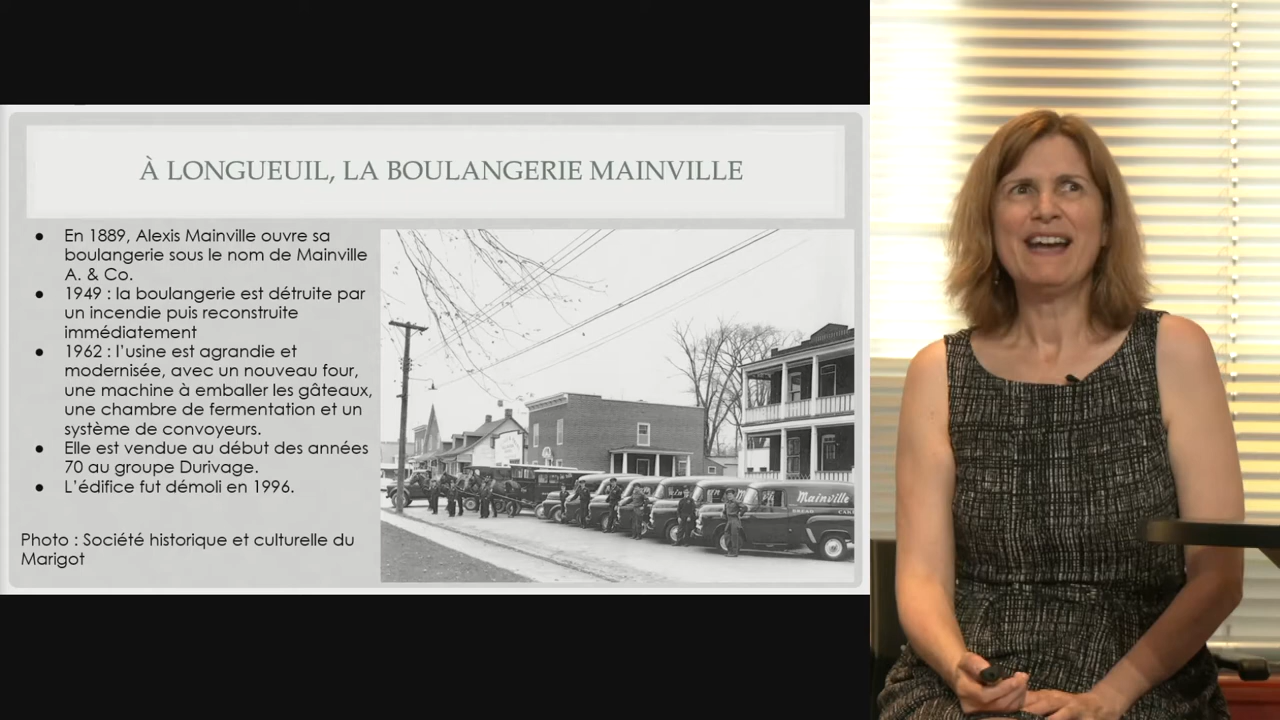 À LONGUEUIL, LA BOULANGERIE MAINVILLE
● En 1889, Alexis Mainville ouvre sa
boulangerie sous le nom de Mainville
A. & Co.
● 1949 : la boulangerie est détruite par
un incendie puis reconstruite
immédiatement
● 1962 : l’usine est agrandie et
modernisée, avec un nouveau four,
une machine à emballer les gâteaux,
une chambre de fermentation et un
système de convoyeurs.
● Elle est vendue au début des années
70 au groupe Durivage.
● L’édifice fut démoli en 1996.
Photo : Société historique et culturelle du
Marigot
Mainville
BREAD CAKE